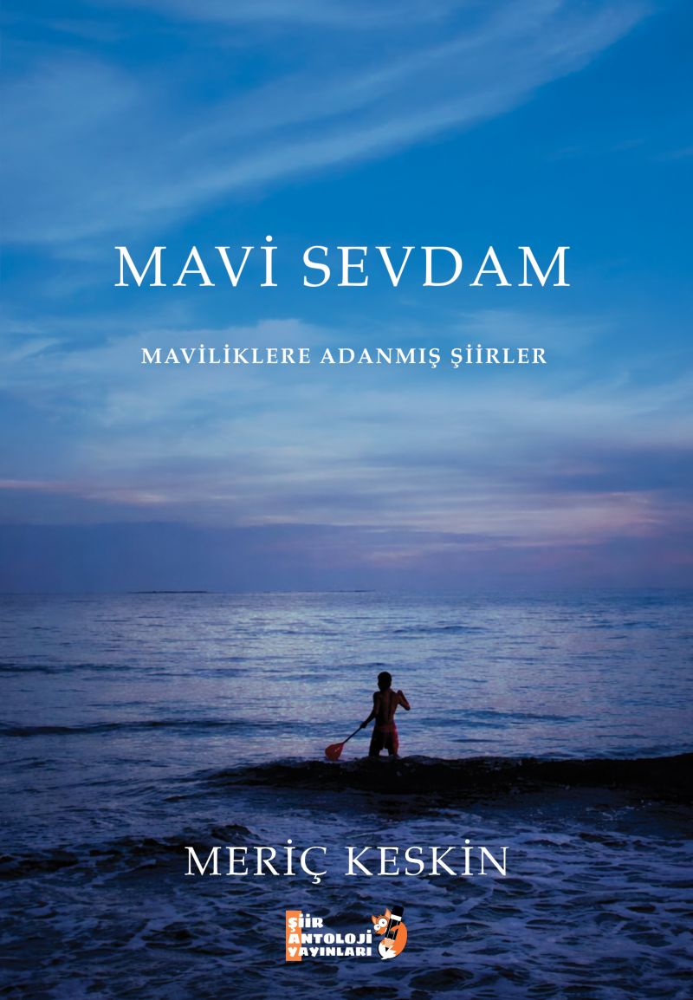 MAVİ SEVDAM
MAVİLİKLERE ADANMIŞ ŞİİRLER
MERİÇ KESKİN
ŞİİR
ANTOLOJİ
YAYINLARI